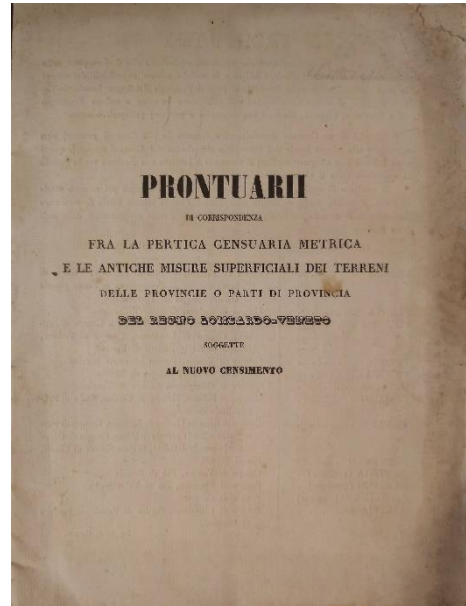 PRONTUARII
DI CORRISPONDENZA
FRA LA PERTICA CENSUARIA METRICA
E LE ANTICHE MISURE SUPERFICIALI DEI TERRENI
DELLE PROVINCIE O PARTI DI PROVINCIA
DEL REGNO LOMBARDO-VENETO
SOGGETTE
AL NUOVO CENSIMENTO